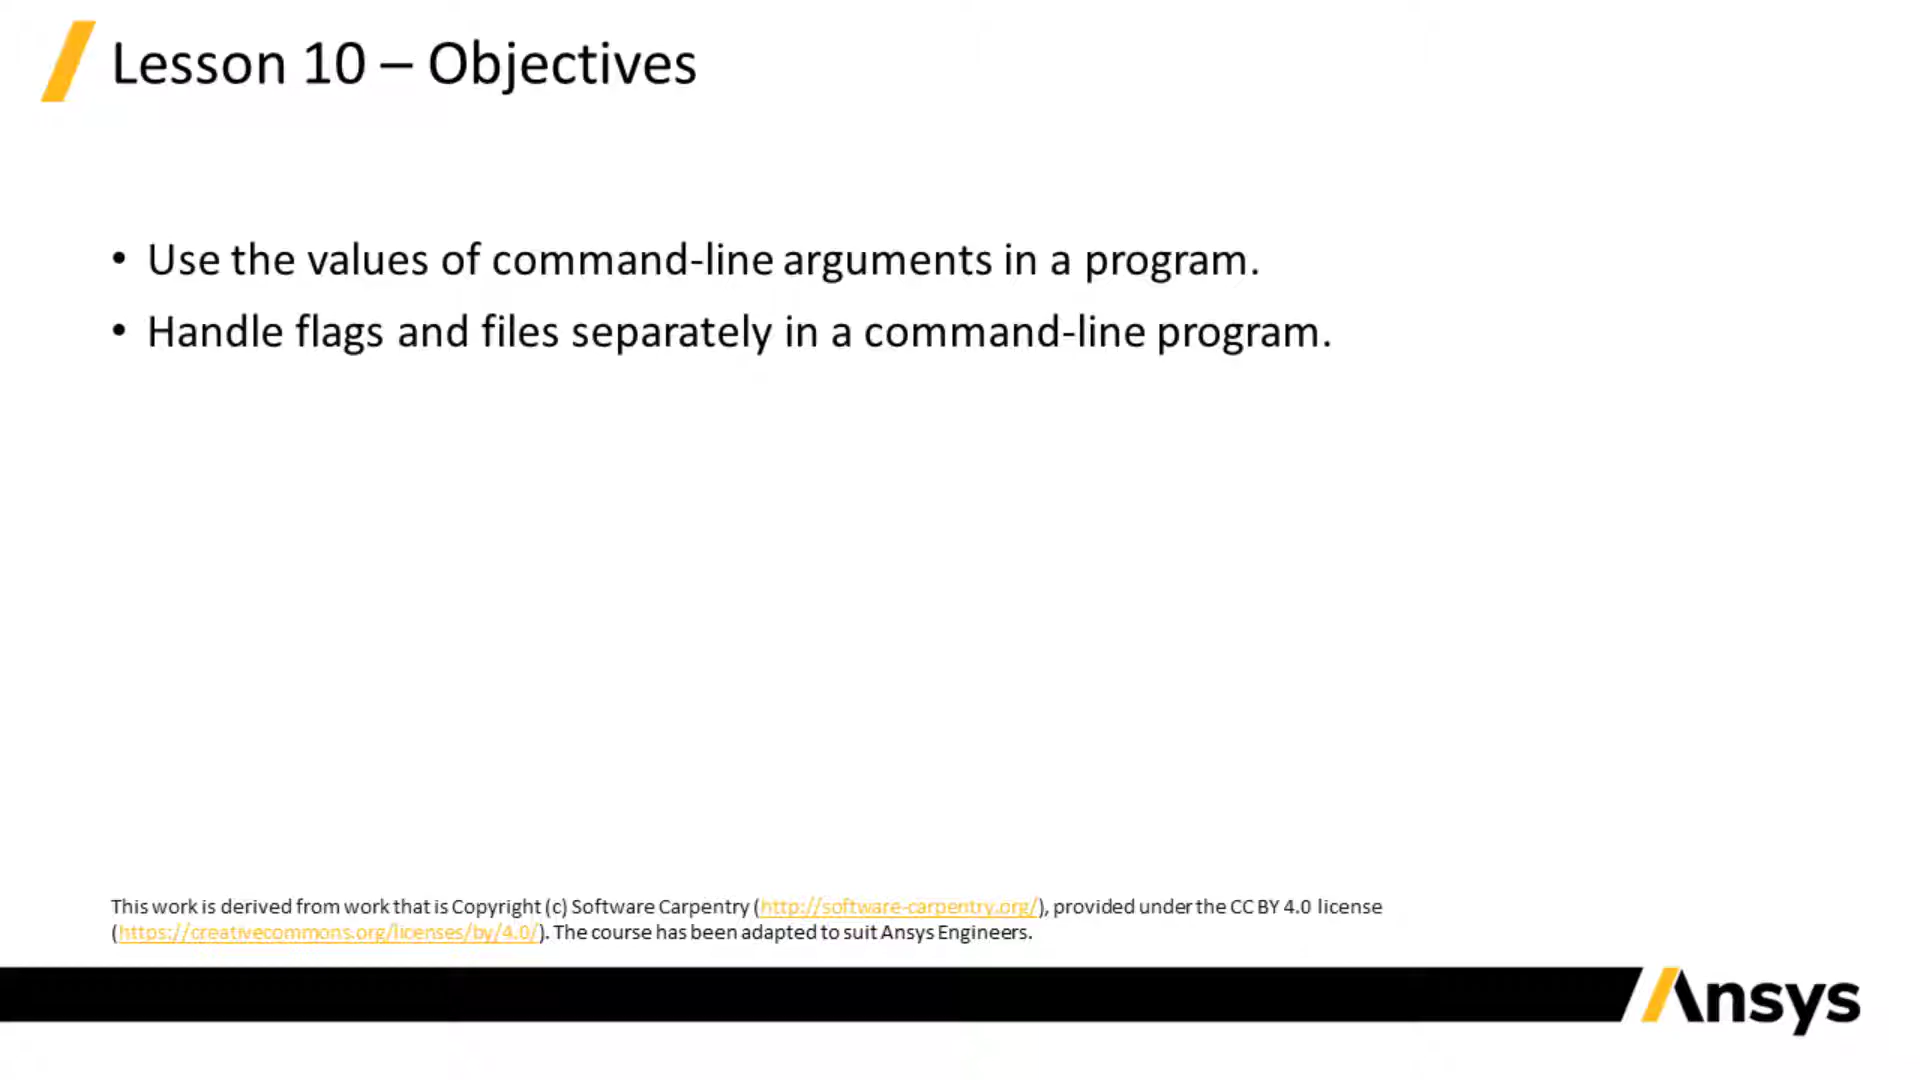 Lesson 10 – Objectives
• Use the values of command-line arguments in a program.
• Handle flags and files separately in a command-line program.
This work is derived from work that is Copyright (c) Software Carpentry (http://software-carpentry.org/), provided under the CC BY 4.0 license
(https://creativecommons.org/licenses/by/4.0/). The course has been adapted to suit Ansys Engineers.
Ansys